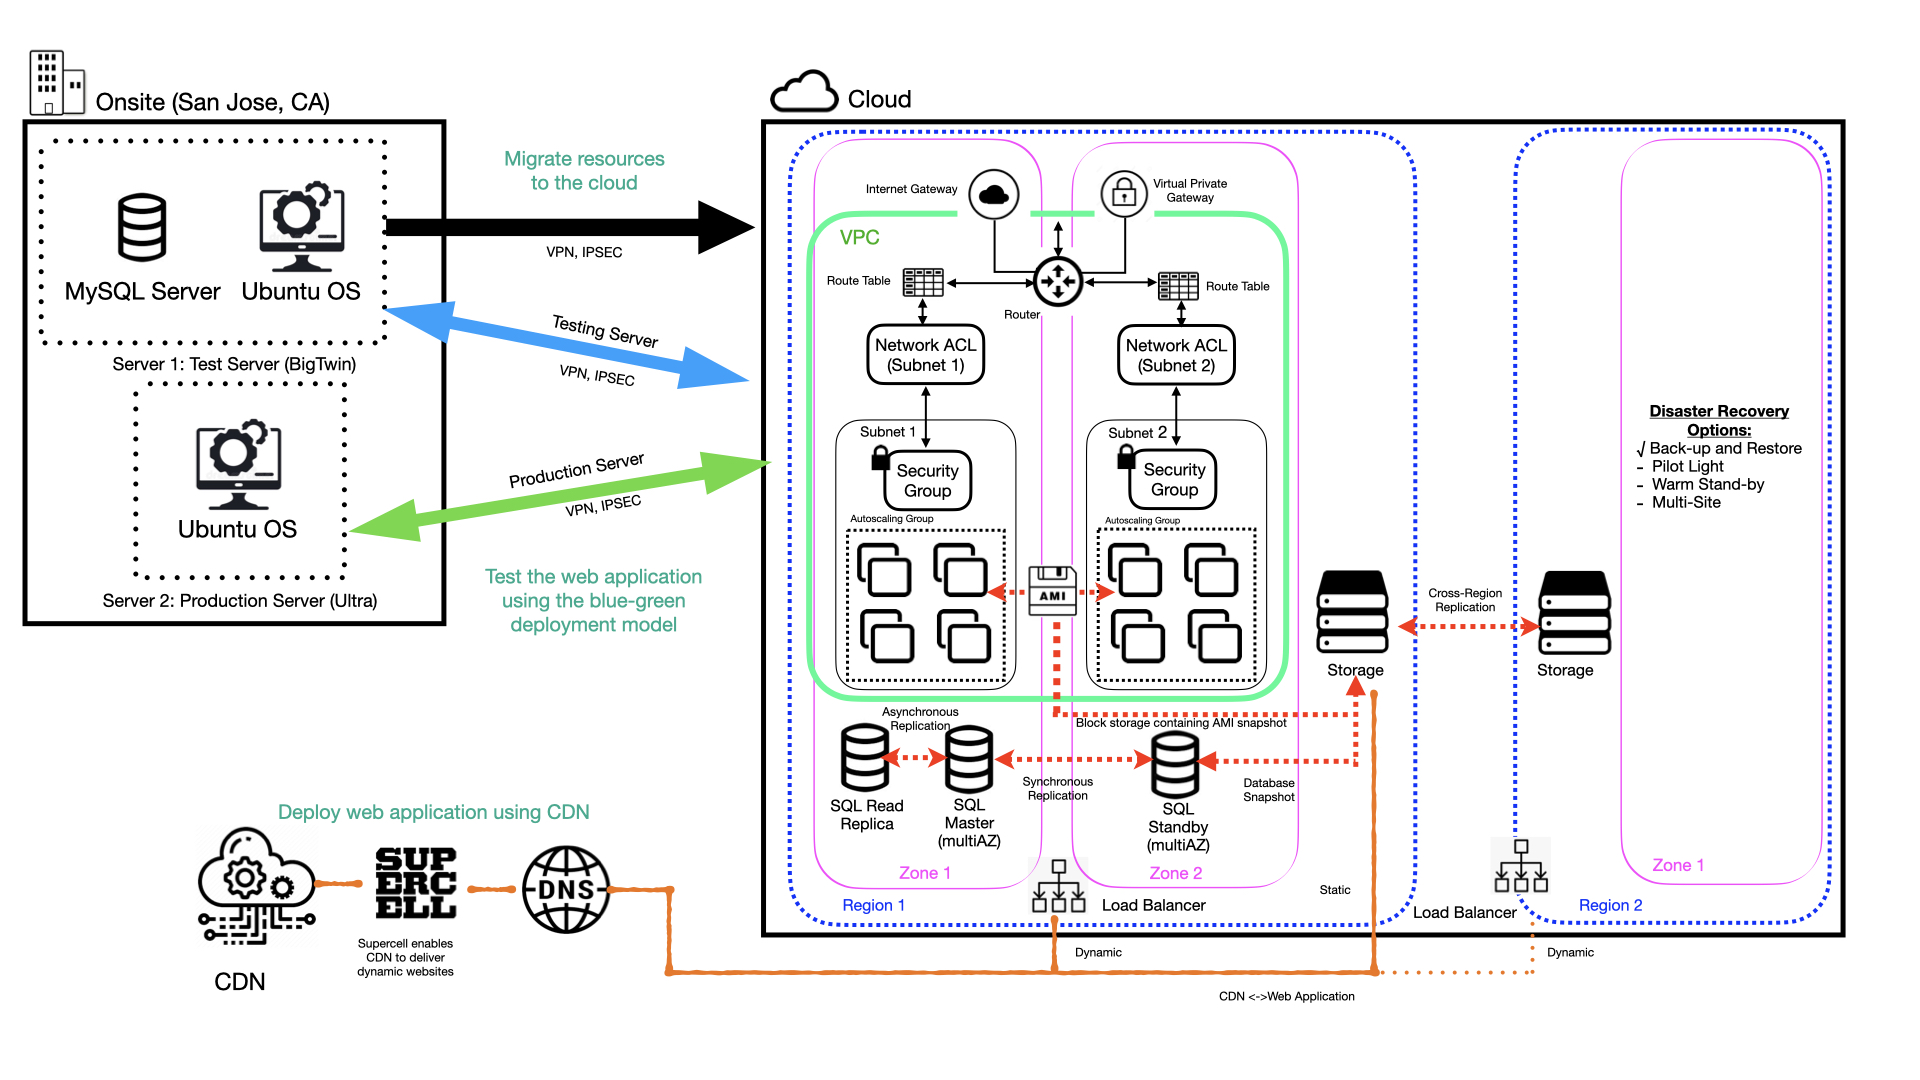 Onsite (San Jose, CA)
MySQL Server
Ubuntu OS
Server 1: Test Server (BigTwin)
Ubuntu OS
Server 2: Production Server (Ultra)
Migrate resources
to the cloud
VPN, IPSEC
Testing Server
VPN, IPSEC
Production Server
VPN, IPSEC
Test the web application
using the blue-green
deployment model
Cloud
Internet Gateway
Virtual Private
Gateway
VPC
Route Table
Route Table
Router
Network ACL
(Subnet 1)
Network ACL
(Subnet 2)
Subnet 1
Security
Group
Subnet 2
Security
Group
Autoscaling Group
Autoscaling Group
AMI
Storage
Cross-Region
Replication
Storage
Disaster Recovery
Options:
√ Back-up and Restore
- Pilot Light
- Warm Stand-by
- Multi-Site
Asynchronous
Replication
Block storage containing AMI snapshot
SQL Read
Replica
SQL
Master
(multiAZ)
Synchronous
Replication
SQL
Standby
(multiAZ)
Database
Snapshot
Zone 1
Zone 2
Zone 1
Region 1
Load Balancer
Static
Load Balancer
Region 2
Dynamic
Dynamic
CDN <->Web Application
Deploy web application using CDN
CDN
SUP
ERC
ELL
Supercell enables
CDN to deliver
dynamic websites
DNS